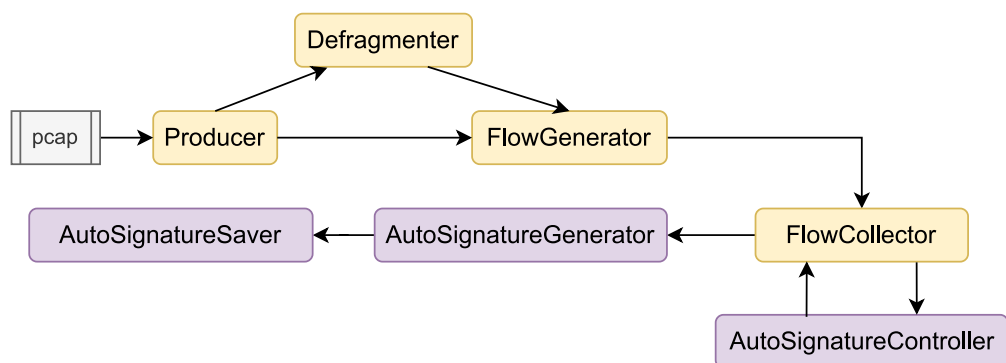 Defragmenter
pcap
Producer
FlowGenerator
AutoSignatureSaver
AutoSignatureGenerator
FlowCollector
AutoSignatureController